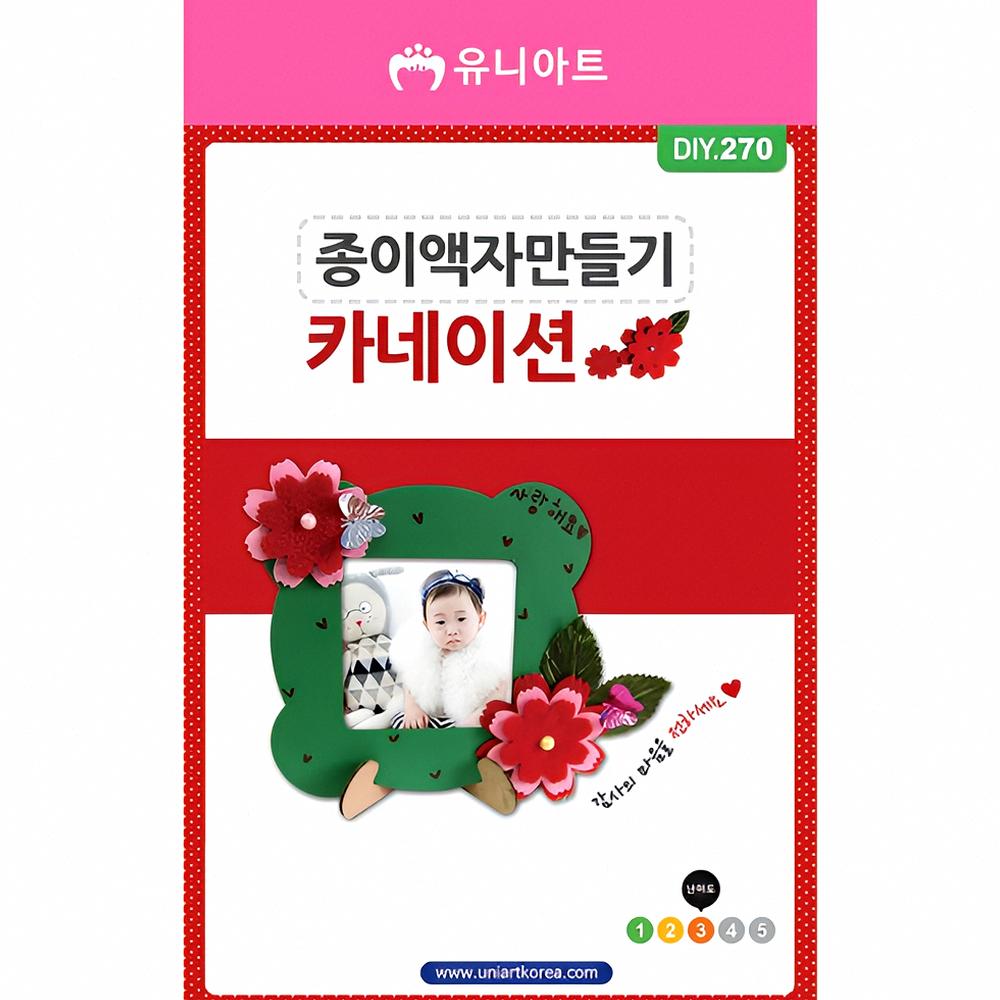 유니아트
DIY.270
종이액자만들기
카네이션
사랑해요
감사의 마음을 전하세요
난이도
1 2 3 4 5
www.uniartkorea.com